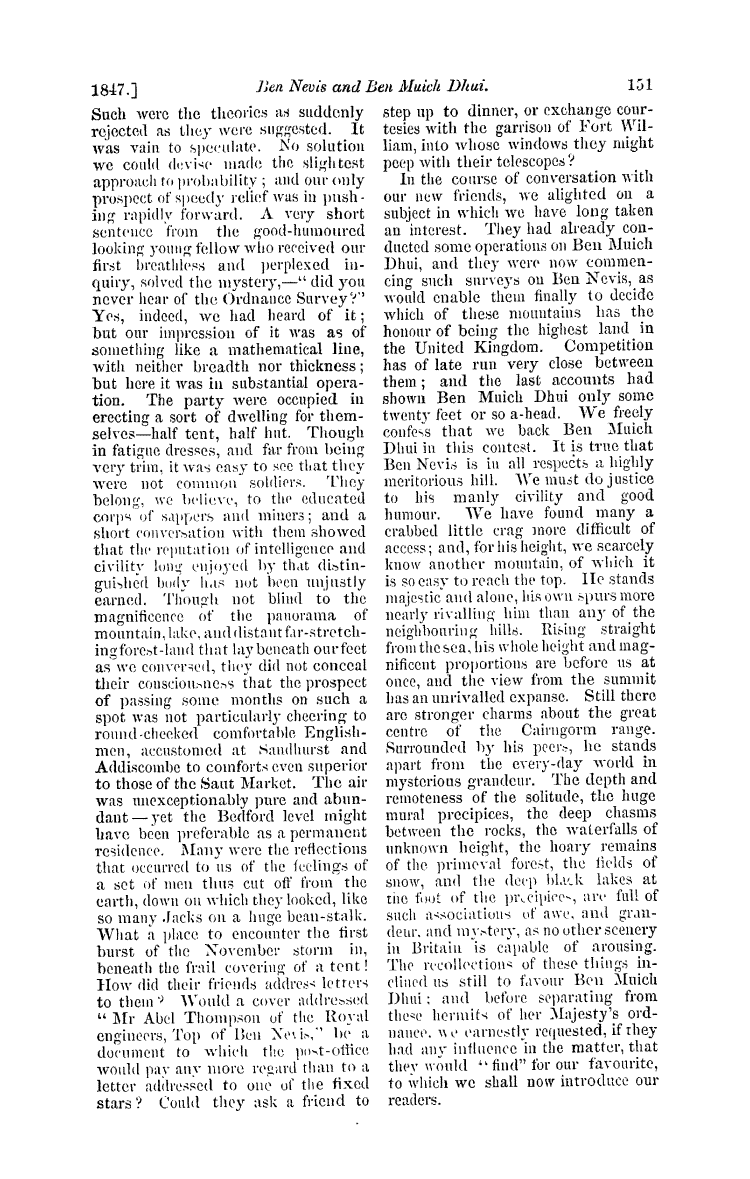 1847.] Ben Nevis and Ben Muich Dhui. 151
Such were the theories as suddenly
rejected as they were suggested. It
was vain to speculate. No solution
we could devise made the slightest
approach to probability ; and our only
prospect of speedy relief was in push-
ing rapidly forward. A very short
sentence from the good-humoured
looking young fellow who received our
first breathless and perplexed in-
quiry, solved the mystery,—“ did you
never hear of the Ordnance Survey?”
Yes, indeed, we had heard of it ;
but our impression of it was as of
something like a mathematical line,
with neither breadth nor thickness ;
but here it was in substantial opera-
tion. The party were occupied in
erecting a sort of dwelling for them-
selves—half tent, half hut. Though
in fatigue dresses, and far from being
very trim, it was easy to see that they
were not common soldiers. They
belong, we believe, to the educated
corps of sappers and miners ; and a
short conversation with them showed
that the reputation of intelligence and
civility long enjoyed by that distin-
guished body has not been unjustly
earned. Though not blind to the
magnificence of the panorama of
mountain, lake, and distant far-stretch-
ing forest-land that lay beneath our feet
as we conversed, they did not conceal
their consciousness that the prospect
of passing some months on such a
spot was not particularly cheering to
round-cheeked comfortable English-
men, accustomed at Sandhurst and
Addiscombe to comforts even superior
to those of the Saut Market. The air
was unexceptionably pure and abun-
dant — yet the Bedford level might
have been preferable as a permanent
residence. Many were the reflections
that occurred to us of the feelings of
a set of men thus cut off from the
earth, down on which they looked, like
so many Jacks on a huge bean-stalk.
What a place to encounter the first
burst of the November storm in,
beneath the frail covering of a tent !
How did their friends address letters
to them ? Would a cover addressed
“ Mr Abel Thompson of the Royal
engineers, Top of Ben Nevis,” be a
document to which the post-office
would pay any more regard than to a
letter addressed to one of the fixed
stars ? Could they ask a friend to
step up to dinner, or exchange cour-
tesies with the garrison of Fort Wil-
liam, into whose windows they might
peep with their telescopes ?
In the course of conversation with
our new friends, we alighted on a
subject in which we have long taken
an interest. They had already con-
ducted some operations on Ben Muich
Dhui, and they were now commen-
cing such surveys on Ben Nevis, as
would enable them finally to decide
which of these mountains has the
honour of being the highest land in
the United Kingdom. Competition
has of late run very close between
them ; and the last accounts had
shown Ben Muich Dhui only some
twenty feet or so a-head. We freely
confess that we back Ben Muich
Dhui in this contest. It is true that
Ben Nevis is in all respects a highly
meritorious hill. We must do justice
to his manly civility and good
humour. We have found many a
crabbed little crag more difficult of
access ; and, for his height, we scarcely
know another mountain, of which it
is so easy to reach the top. He stands
majestic and alone, his own spurs more
nearly rivalling him than any of the
neighbouring hills. Rising straight
from the sea, his whole height and mag-
nificent proportions are before us at
once, and the view from the summit
has an unrivalled expanse. Still there
are stronger charms about the great
centre of the Cairngorm range.
Surrounded by his peers, he stands
apart from the every-day world in
mysterious grandeur. The depth and
remoteness of the solitude, the huge
mural precipices, the deep chasms
between the rocks, the waterfalls of
unknown height, the hoary remains
of the primeval forest, the fields of
snow, and the deep black lakes at
the foot of the precipices, are full of
such associations of awe, and gran-
deur, and mystery, as no other scenery
in Britain is capable of arousing.
The recollections of these things in-
clined us still to favour Ben Muich
Dhui ; and before separating from
these hermits of her Majesty's ord-
nance, we earnestly requested, if they
had any influence in the matter, that
they would “ find” for our favourite,
to which we shall now introduce our
readers.